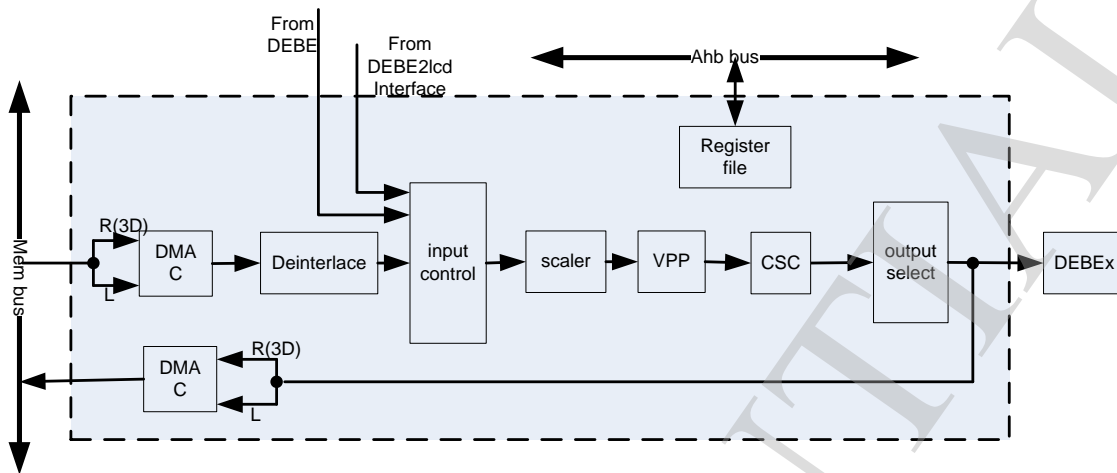 From
DEBE
From
DEBE2lcd
Interface
Ahb bus
Register
file
Mem bus
R(3D)
L
DMA
C
Deinterlace
input
control
scaler
VPP
CSC
output
select
DEBEx
DMA
C
R(3D)
L